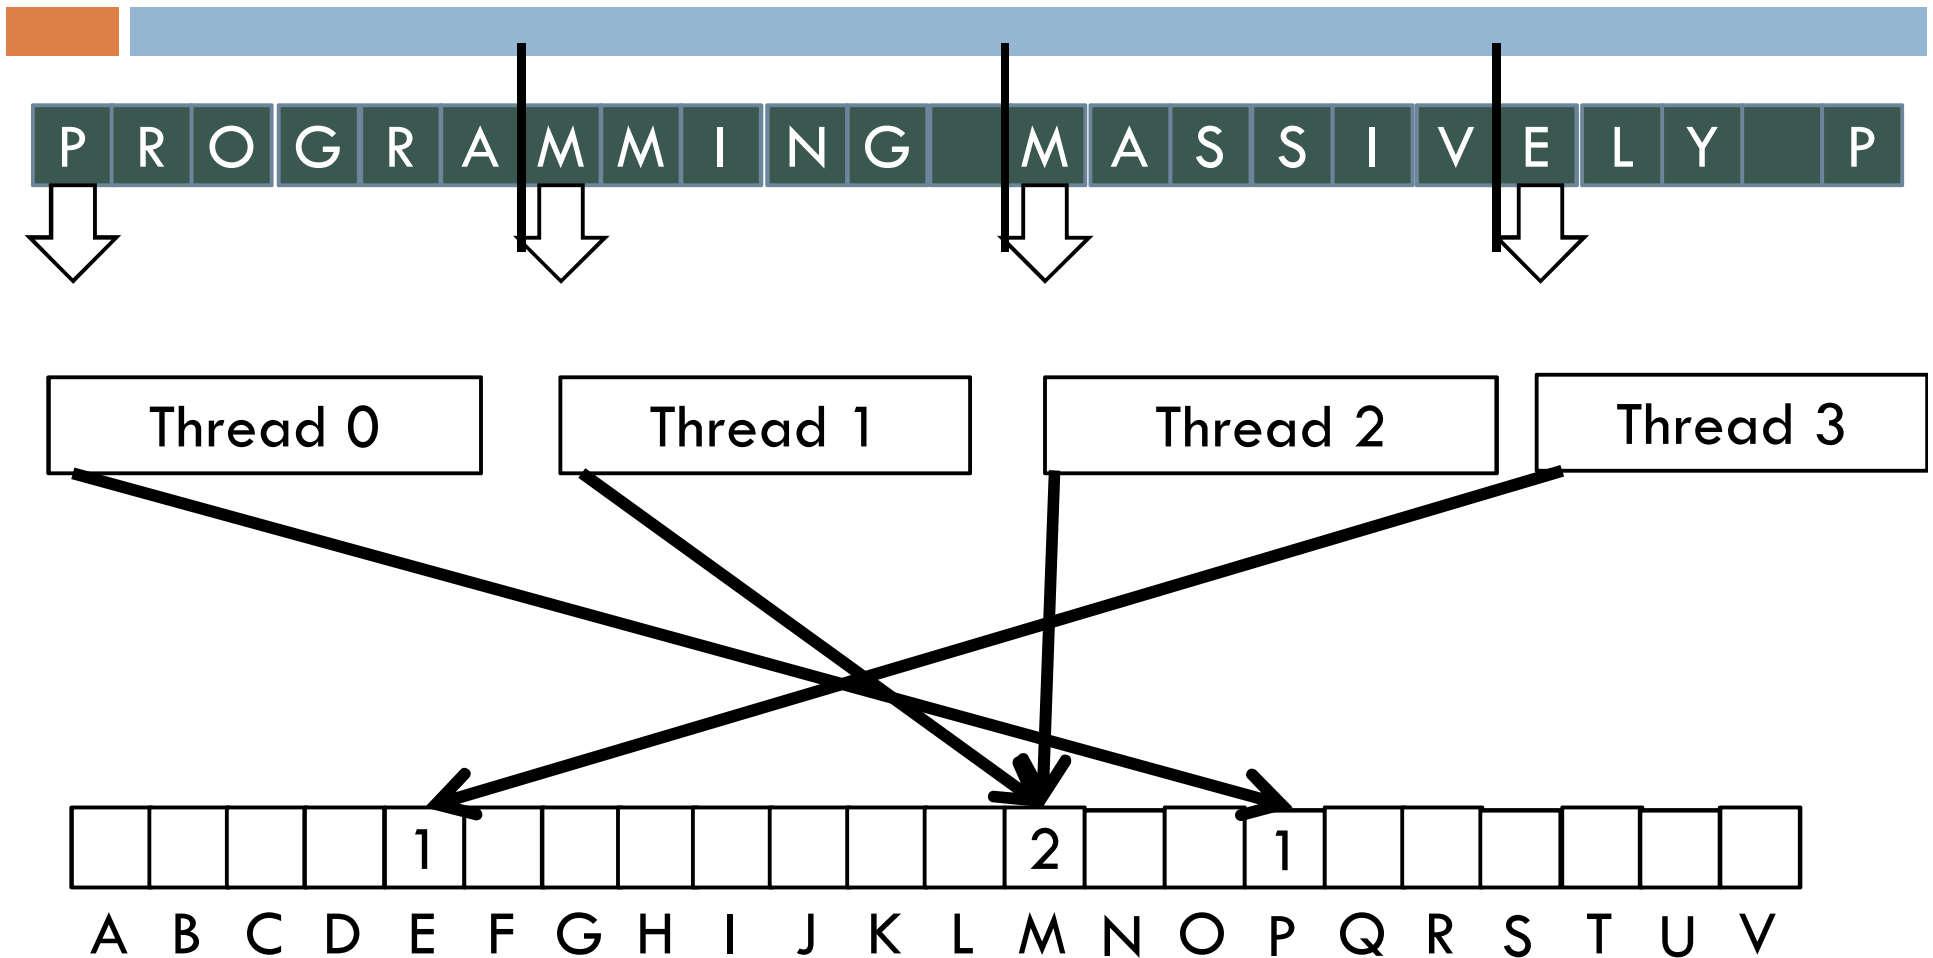 P R O G R A M M I N G M A S S I V E L Y P
Thread 0 Thread 1 Thread 2 Thread 3
1 2 1
A B C D E F G H I J K L M N O P Q R S T U V